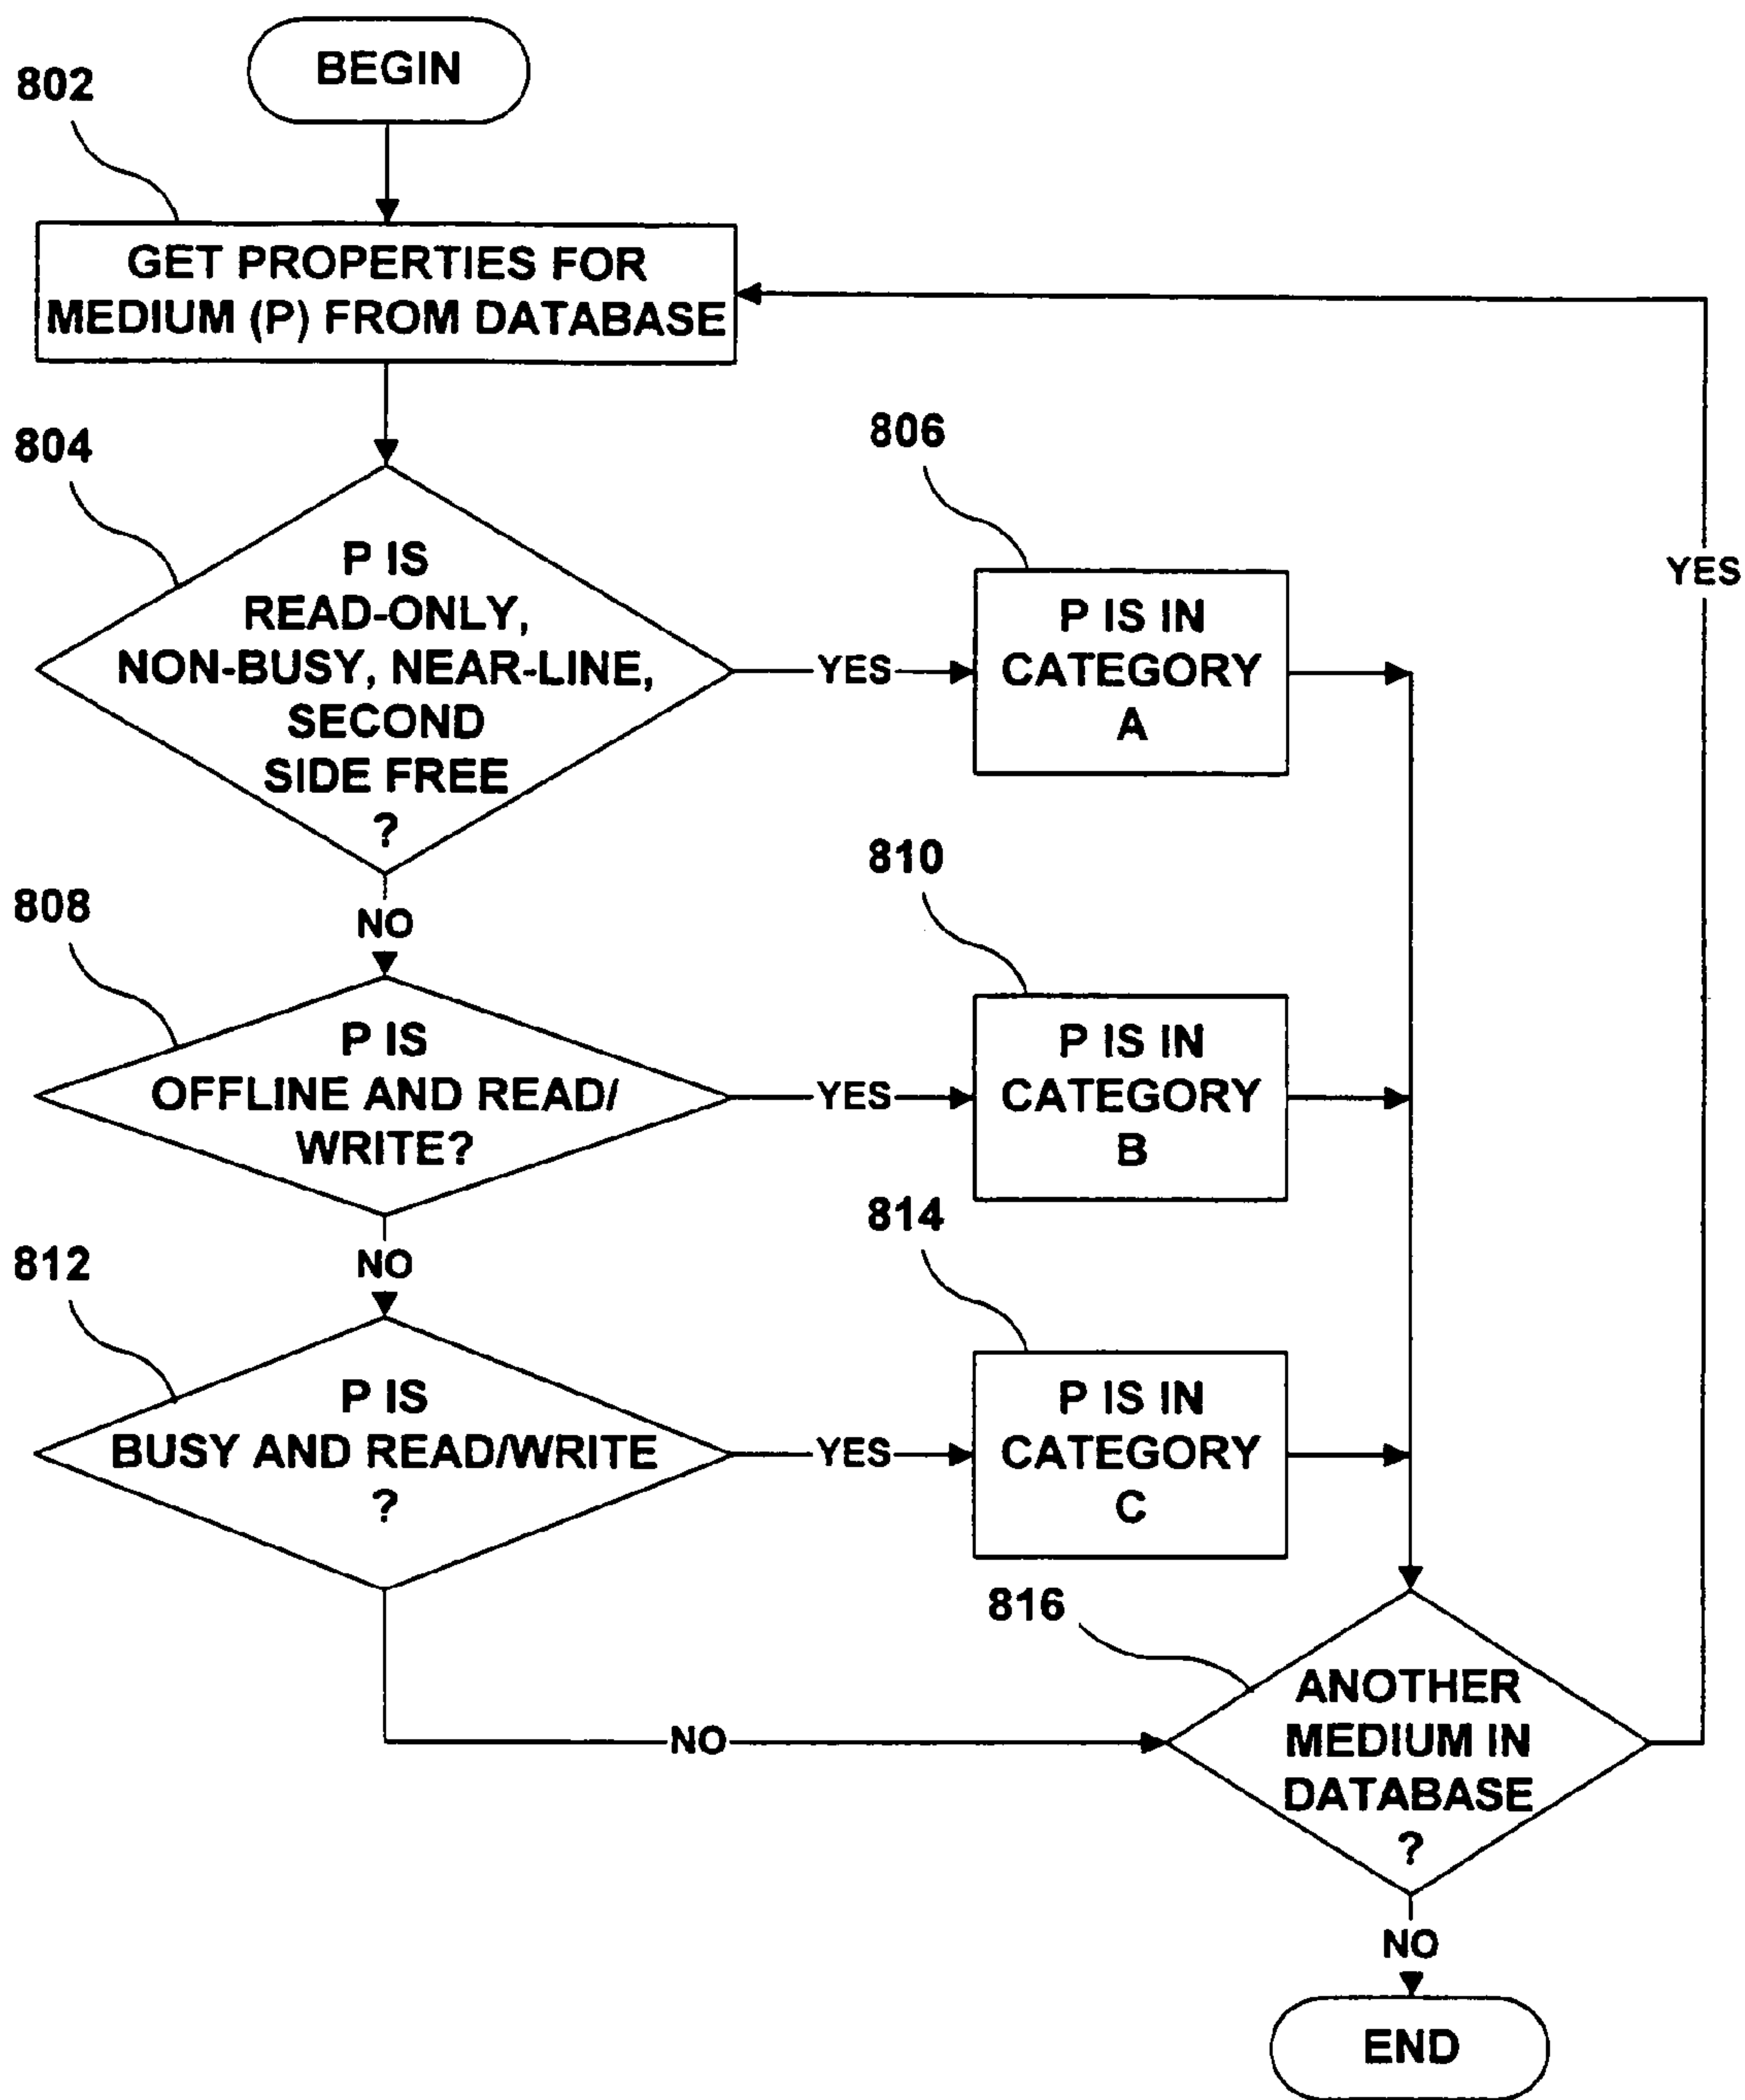 BEGIN
802
GET PROPERTIES FOR
MEDIUM (P) FROM DATABASE
804
P IS
READ-ONLY,
NON-BUSY, NEAR-LINE,
SECOND
SIDE FREE
?
YES
806
P IS IN
CATEGORY
A
YES
NO
808
P IS
OFFLINE AND READ/
WRITE?
YES
810
P IS IN
CATEGORY
B
NO
812
P IS
BUSY AND READ/WRITE
?
YES
814
P IS IN
CATEGORY
C
NO
816
ANOTHER
MEDIUM IN
DATABASE
?
NO
END